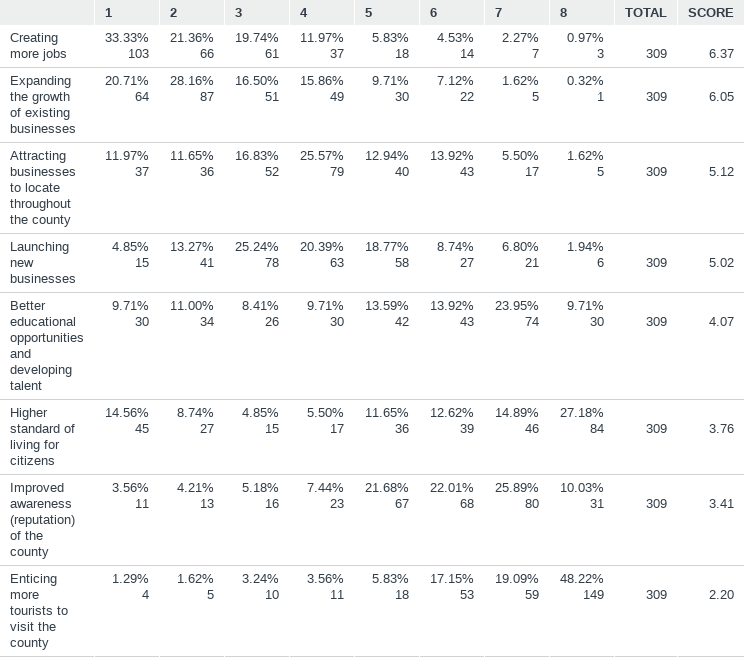 1 2 3 4 5 6 7 8 TOTAL SCORE
Creating 33.33% 21.36% 19.74% 11.97% 5.83% 4.53% 2.27% 0.97%
more jobs 103 66 61 37 18 14 7 3 309 6.37
Expanding 20.71% 28.16% 16.50% 15.86% 9.71% 7.12% 1.62% 0.32%
the growth 64 87 51 49 30 22 5 1 309 6.05
of existing
businesses
Attracting 11.97% 11.65% 16.83% 25.57% 12.94% 13.92% 5.50% 1.62%
businesses 37 36 52 79 40 43 17 5 309 5.12
to locate
throughout
the county
Launching 4.85% 13.27% 25.24% 20.39% 18.77% 8.74% 6.80% 1.94%
new 15 41 78 63 58 27 21 6 309 5.02
businesses
Better 9.71% 11.00% 8.41% 9.71% 13.59% 13.92% 23.95% 9.71%
educational 30 34 26 30 42 43 74 30 309 4.07
opportunities
and
developing
talent
Higher 14.56% 8.74% 4.85% 5.50% 11.65% 12.62% 14.89% 27.18%
standard of 45 27 15 17 36 39 46 84 309 3.76
living for
citizens
Improved 3.56% 4.21% 5.18% 7.44% 21.68% 22.01% 25.89% 10.03%
awareness 11 13 16 23 67 68 80 31 309 3.41
(reputation)
of the
county
Enticing 1.29% 1.62% 3.24% 3.56% 5.83% 17.15% 19.09% 48.22%
more 4 5 10 11 18 53 59 149 309 2.20
tourists to
visit the
county